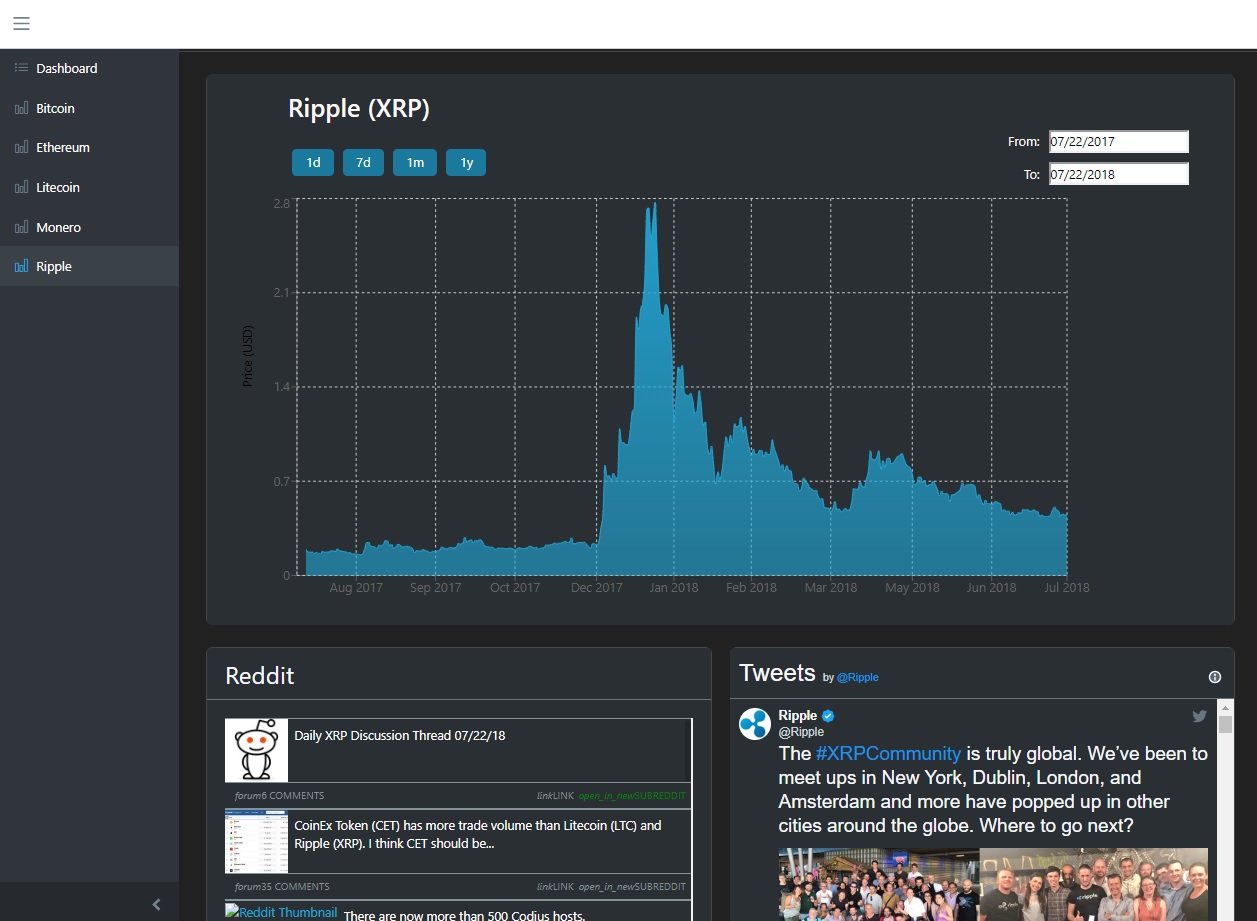 Dashboard
Bitcoin
Ethereum
Litecoin
Monero
Ripple
Ripple (XRP)
1d 7d 1m 1y
From: 07/22/2017
To: 07/22/2018
Price (USD)
2.8
2.1
1.4
0.7
0
Aug 2017 Sep 2017 Oct 2017 Dec 2017 Jan 2018 Feb 2018 Mar 2018 May 2018 Jun 2018 Jul 2018
Reddit
Daily XRP Discussion Thread 07/22/18
forum6 COMMENTS linkLINK open_in_newSUBREDDIT
CoinEx Token (CET) has more trade volume than Litecoin (LTC) and
Ripple (XRP). I think CET should be...
forum35 COMMENTS linkLINK open_in_newSUBREDDIT
Reddit Thumbnail There are now more than 500 Codius hosts.
Tweets by @Ripple
Ripple
@Ripple
The #XRPCommunity is truly global. We’ve been to
meet ups in New York, Dublin, London, and
Amsterdam and more have popped up in other
cities around the globe. Where to go next?